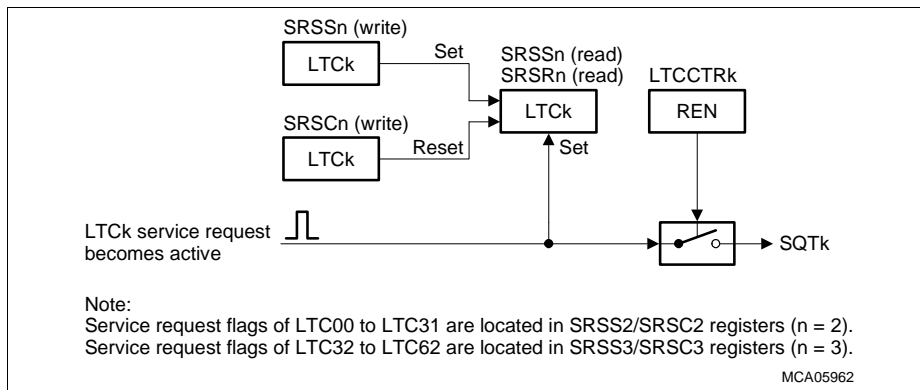 SRSSn (write)
LTCk
Set
SRSSn (read)
SRSRn (read)
LTCk
LTCCTRk
REN
SRSCn (write)
LTCk
Reset
Set
LTCk service request
becomes active
SQTk
Note:
Service request flags of LTC00 to LTC31 are located in SRSS2/SRSC2 registers (n = 2).
Service request flags of LTC32 to LTC62 are located in SRSS3/SRSC3 registers (n = 3).
MCA05962